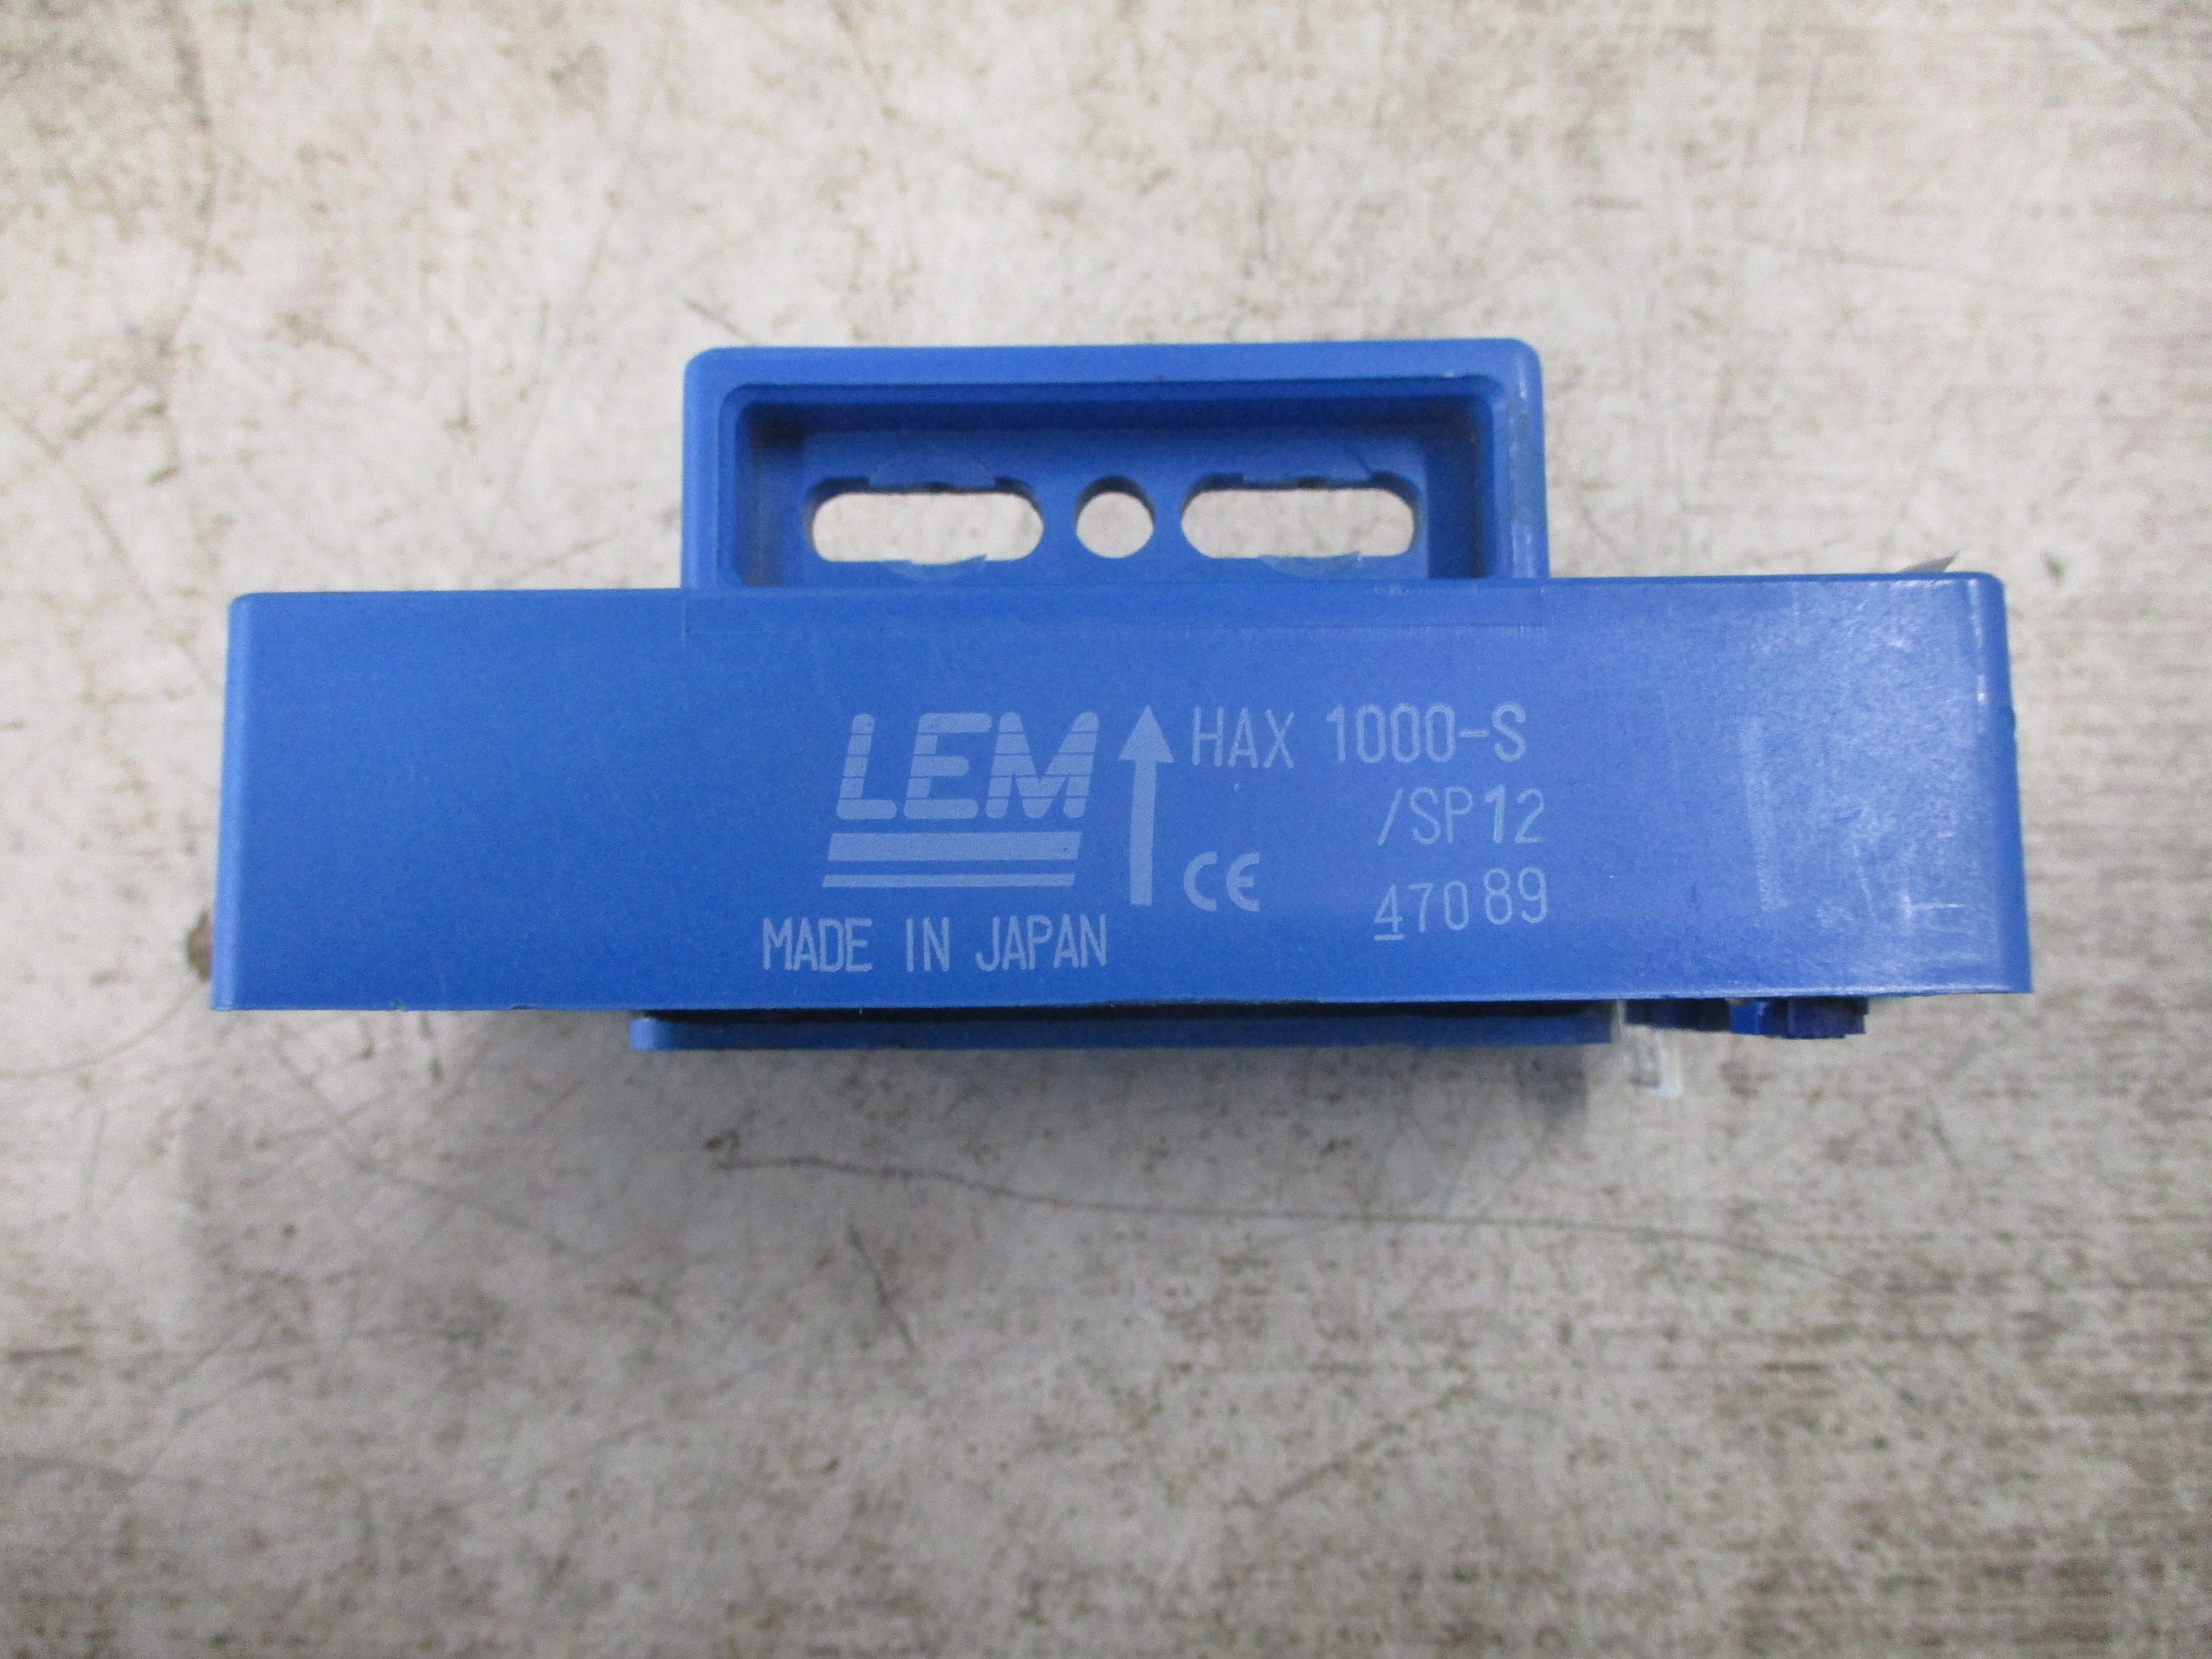 LEM
HAX 1000-S
/SP12
CE
47089
MADE IN JAPAN